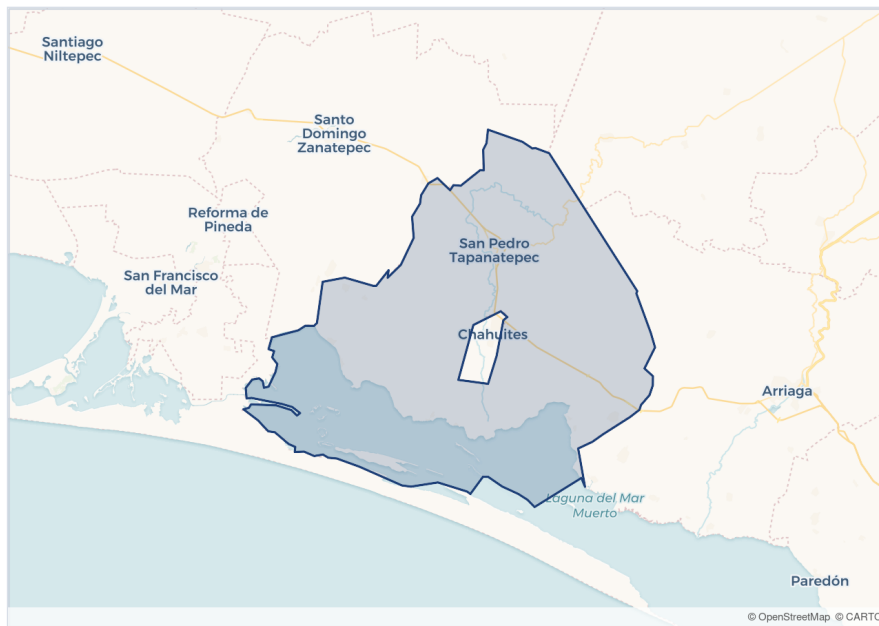 Santiago
Niltepec
Santo
Domingo
Zanatepec
Reforma de
Pineda
San Pedro
Tapanatepec
San Francisco
del Mar
Chahuites
Arriaga
Laguna del Mar
Muerto
Paredón
© OpenStreetMap © CARTO